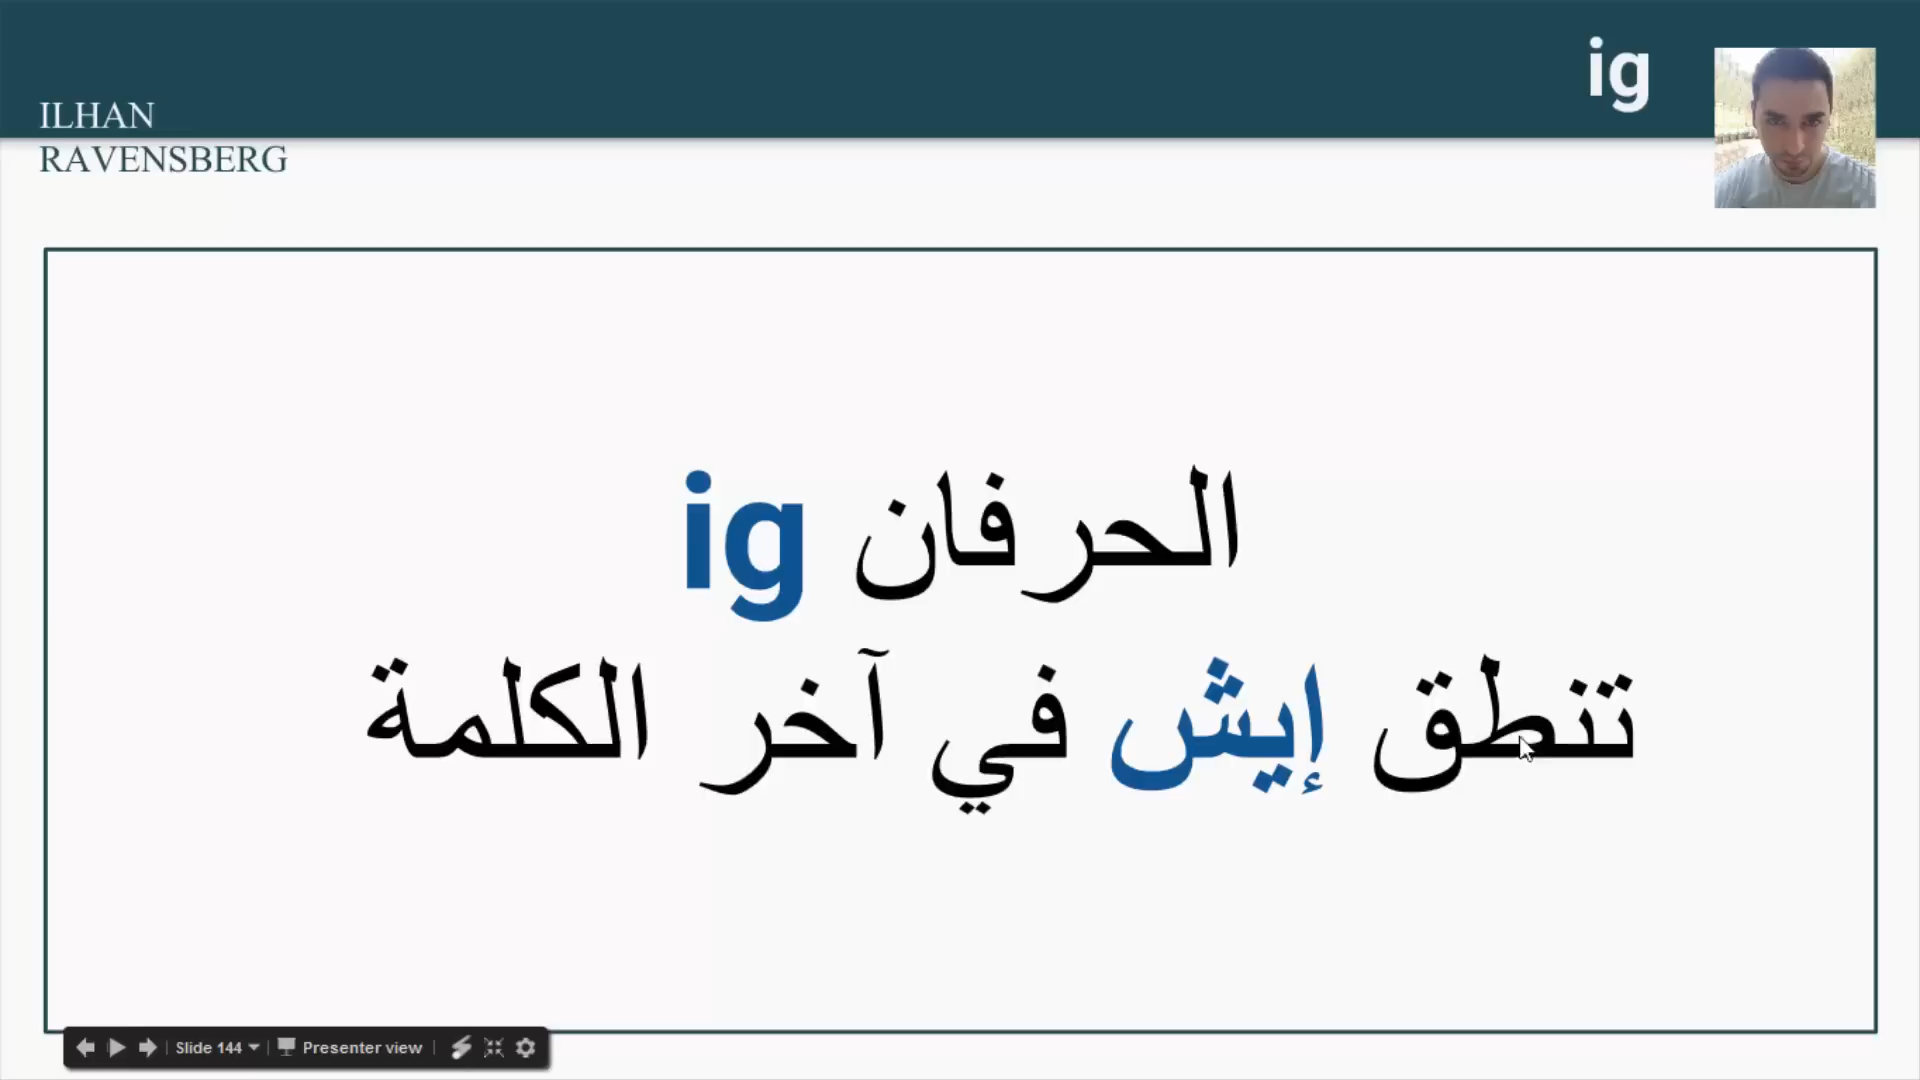 ig
ILHAN
RAVENSBERG
الحرفان ig
تنطق إيش في آخر الكلمة
Slide 144
Presenter view